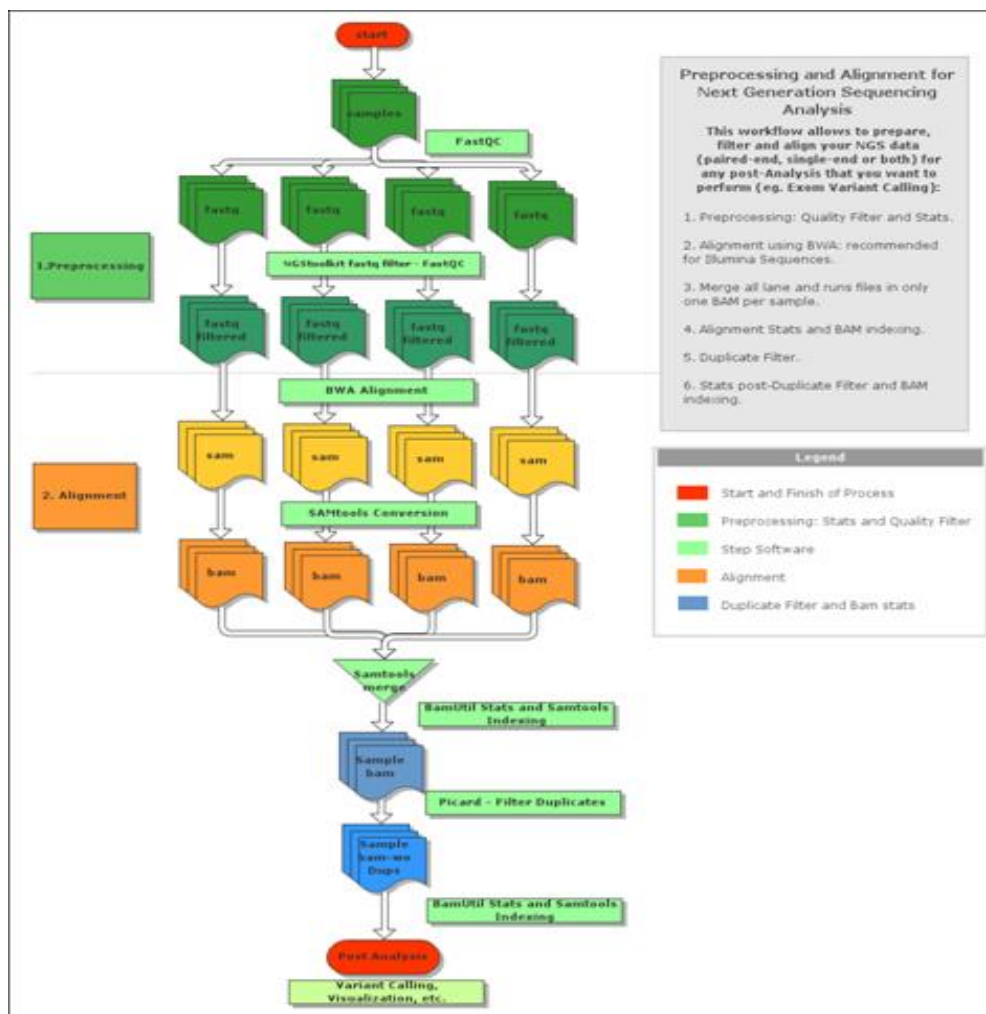 start
samples
FastQC
fastq
fastq
fastq
fastq
1.Preprocessing
NGStoolkit fastq filter - FastQC
fastq
filtered
fastq
filtered
fastq
filtered
fastq
filtered
BWA Alignment
sam
sam
sam
sam
2. Alignment
SAMtools Conversion
bam
bam
bam
bam
Samtools
merge
BamUtil Stats and Samtools
Indexing
Sample
bam
Picard - Filter Duplicates
Sample
bam-wo
Dups
BamUtil Stats and Samtools
Indexing
Post Analysis
Variant Calling,
Visualization, etc.
Preprocessing and Alignment for
Next Generation Sequencing
Analysis
This workflow allows to prepare,
filter and align your NGS data
(paired-end, single-end or both) for
any post-Analysis that you want to
perform (eg. Exom Variant Calling):
1. Preprocessing: Quality Filter and Stats.
2. Alignment using BWA: recommended
for Illumina Sequences.
3. Merge all lane and runs files in only
one BAM per sample.
4. Alignment Stats and BAM indexing.
5. Duplicate Filter.
6. Stats post-Duplicate Filter and BAM
indexing.
Legend
Start and Finish of Process
Preprocessing: Stats and Quality Filter
Step Software
Alignment
Duplicate Filter and Bam stats